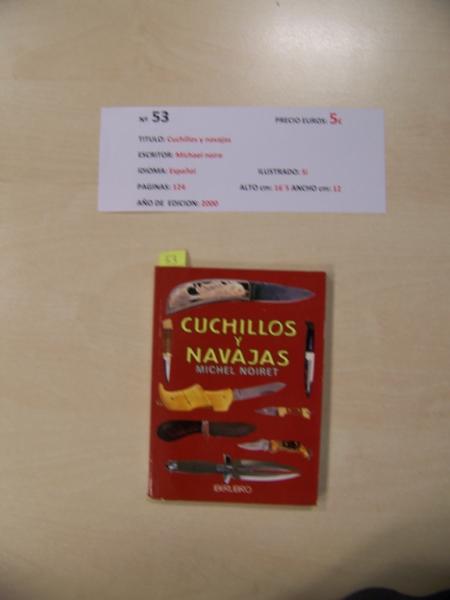 Nº 53 PRECIO EUROS: 5€
TITULO: Cuchillos y navajas
ESCRITOR: Michael noire
IDIOMA: Español ILUSTRADO: Si
PAGINAS: 124 ALTO cm: 16´5 ANCHO cm: 12
AÑO DE EDICION: 2000
53
CUCHILLOS
Y
NAVAJAS
MICHEL NOIRET